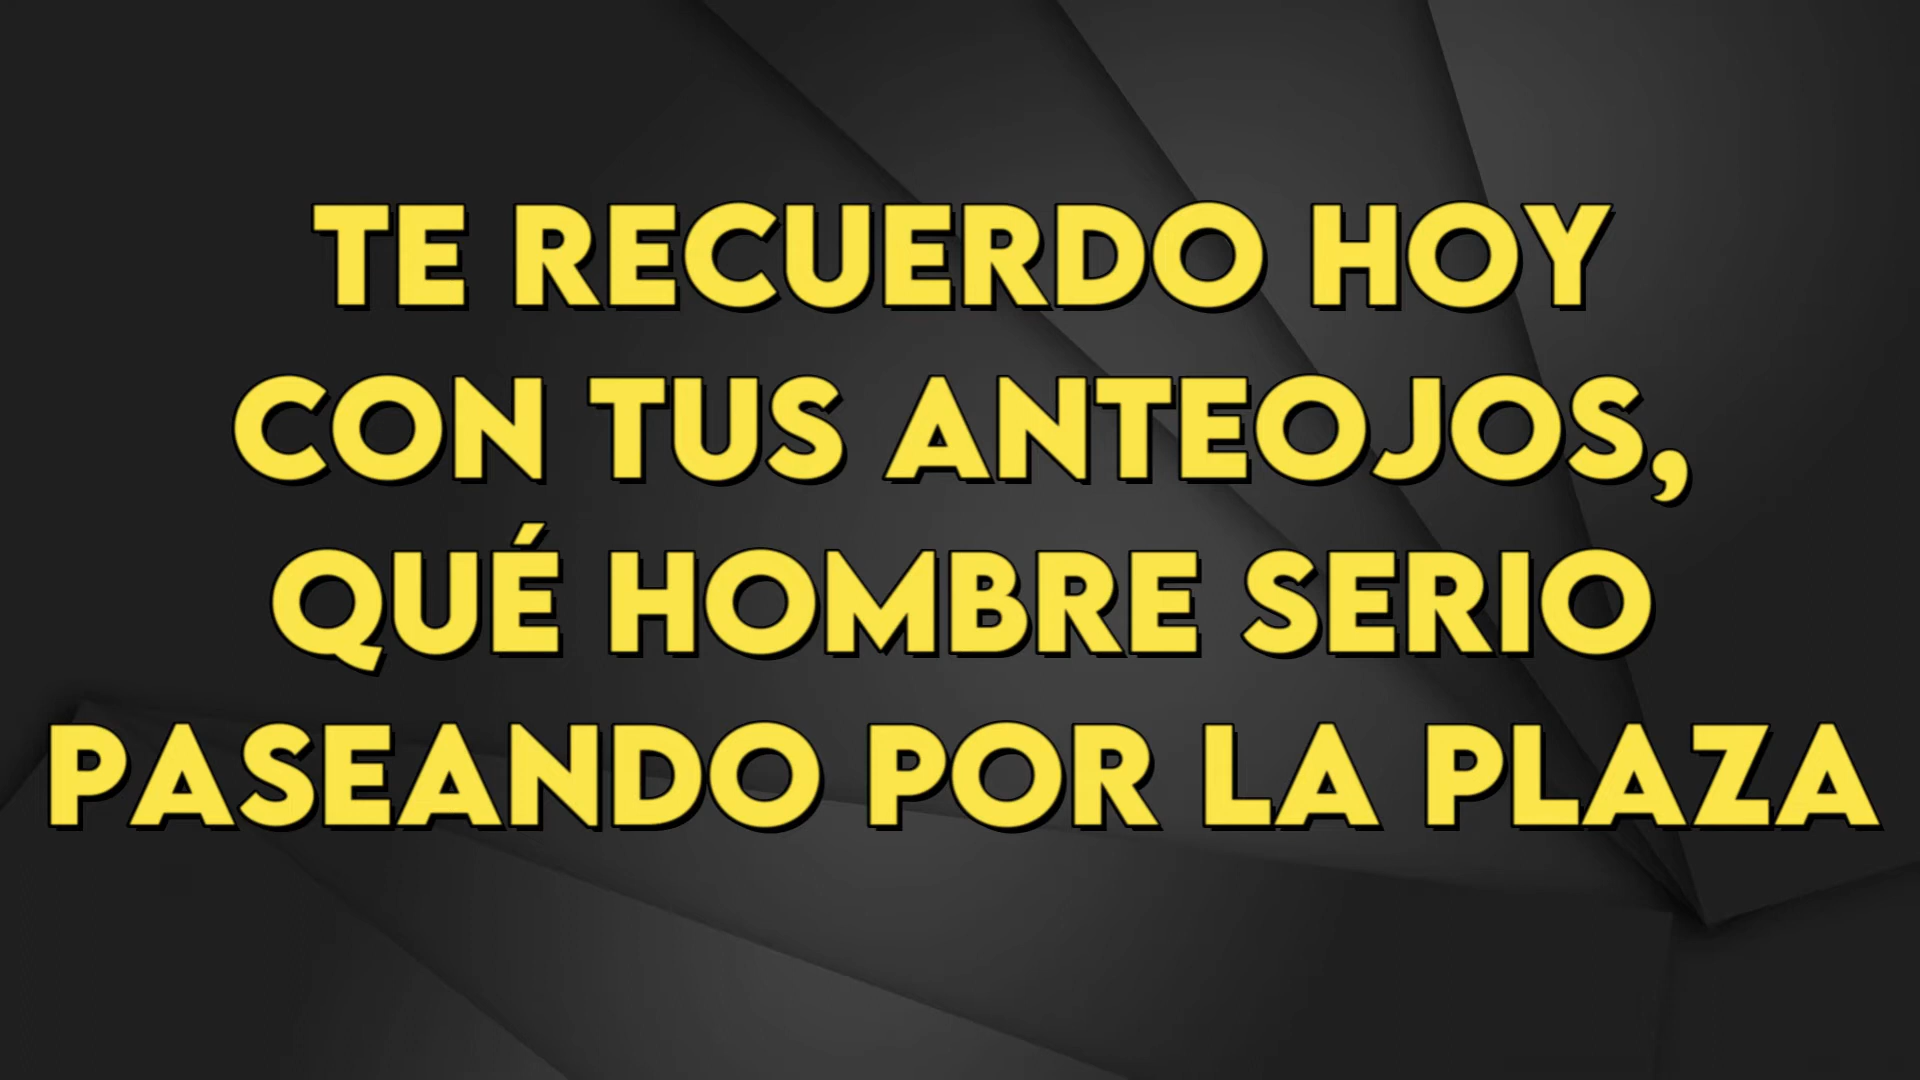 TE RECUERDO HOY
CON TUS ANTEOJOS,
QUÉ HOMBRE SERIO
PASEANDO POR LA PLAZA